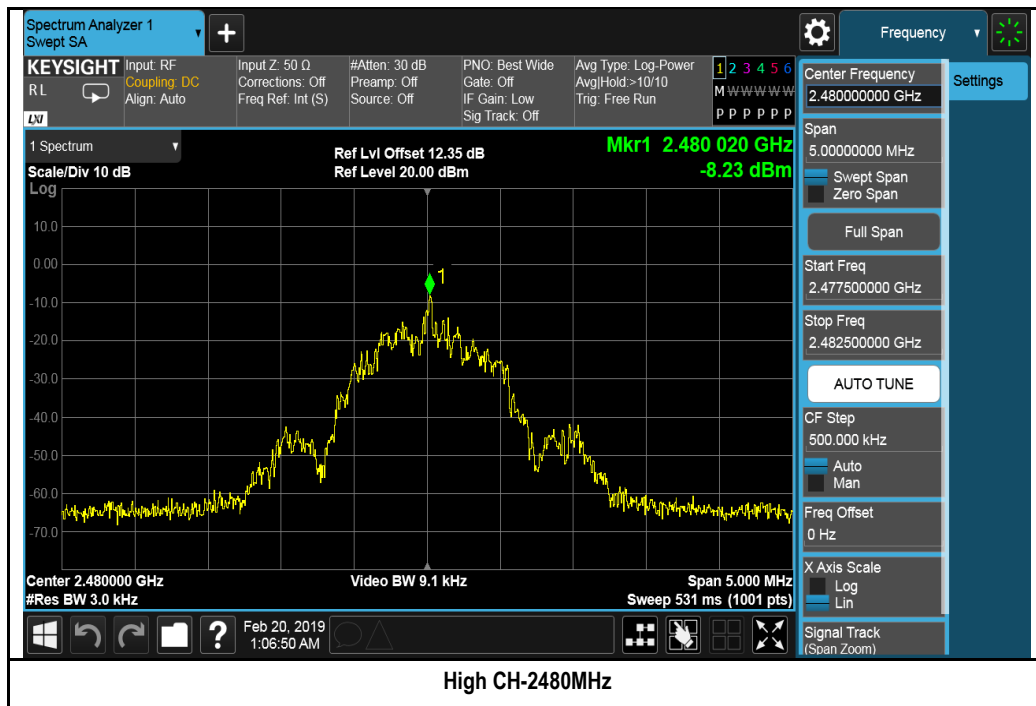 Spectrum Analyzer 1
Swept SA
+
Frequency
KEYSIGHT
R L
LXI
Input: RF
Coupling: DC
Align: Auto
Input Z: 50 Ω
Corrections: Off
Freq Ref: Int (S)
#Atten: 30 dB
Preamp: Off
Source: Off
PNO: Best Wide
Gate: Off
IF Gain: Low
Sig Track: Off
Avg Type: Log-Power
Avg|Hold:>10/10
Trig: Free Run
1 2 3 4 5 6
M W W W W W
P P P P P P
1 Spectrum
Scale/Div 10 dB
Log
Ref Lvl Offset 12.35 dB
Ref Level 20.00 dBm
Mkr1 2.480 020 GHz
-8.23 dBm
1
10.0
0.00
-10.0
-20.0
-30.0
-40.0
-50.0
-60.0
-70.0
Center 2.480000 GHz
#Res BW 3.0 kHz
Video BW 9.1 kHz
Span 5.000 MHz
Sweep 531 ms (1001 pts)
Center Frequency
2.480000000 GHz
Settings
Span
5.00000000 MHz
Swept Span
Zero Span
Full Span
Start Freq
2.477500000 GHz
Stop Freq
2.482500000 GHz
AUTO TUNE
CF Step
500.000 kHz
Auto
Man
Freq Offset
0 Hz
X Axis Scale
Log
Lin
Signal Track
(Span Zoom)
?
Feb 20, 2019
1:06:50 AM
High CH-2480MHz